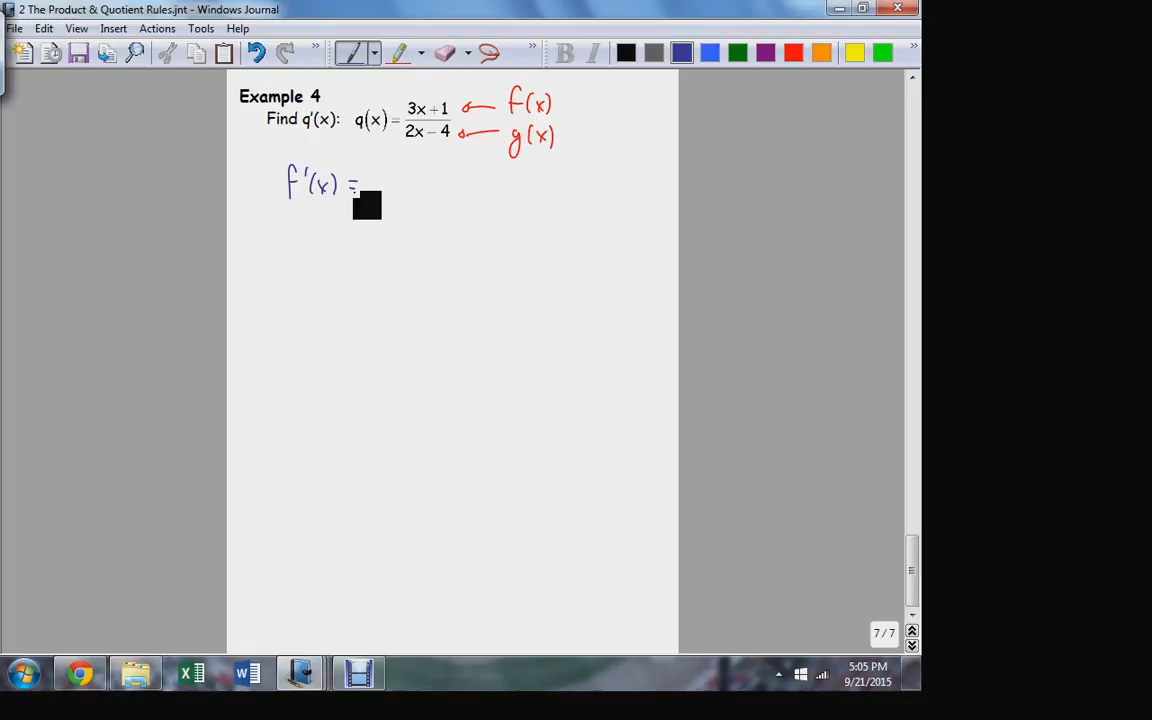 2 The Product & Quotient Rules.jnt - Windows Journal
File Edit View Insert Actions Tools Help
» » B I »
Example 4
Find q'(x): q(x) = 3x + 1 / 2x − 4
f(x)
g(x)
f'(x) =
7 / 7
5:05 PM
9/21/2015